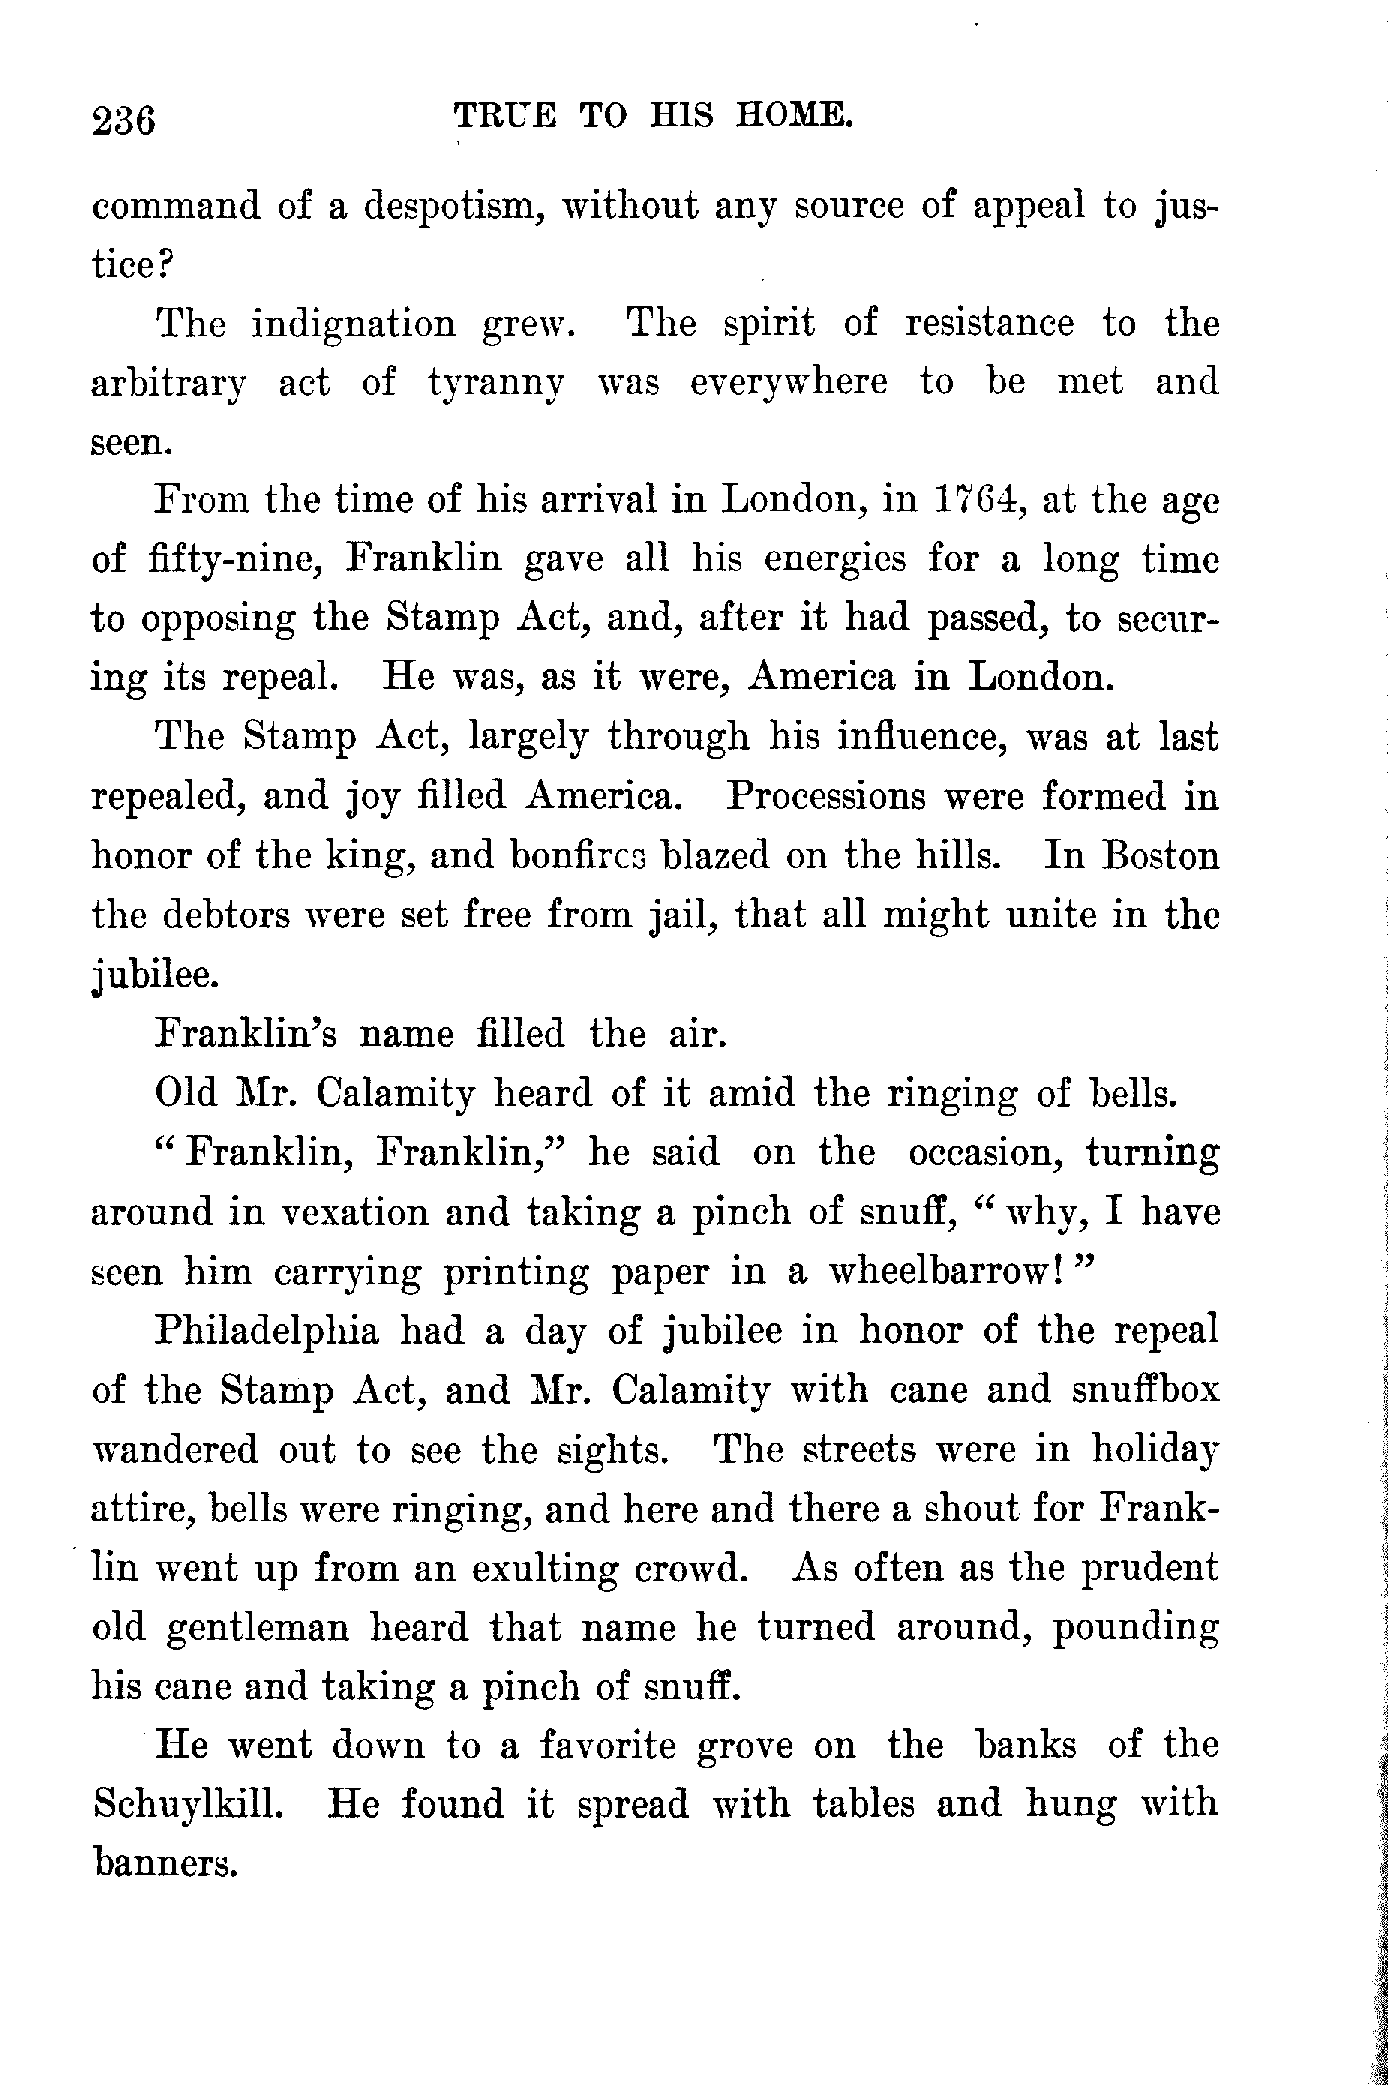 236 TRUE TO HIS HOME.
command of a despotism, without any source of appeal to jus-
tice?
The indignation grew. The spirit of resistance to the
arbitrary act of tyranny was everywhere to be met and
seen.
From the time of his arrival in London, in 1764, at the age
of fifty-nine, Franklin gave all his energies for a long time
to opposing the Stamp Act, and, after it had passed, to secur-
ing its repeal. He was, as it were, America in London.
The Stamp Act, largely through his influence, was at last
repealed, and joy filled America. Processions were formed in
honor of the king, and bonfires blazed on the hills. In Boston
the debtors were set free from jail, that all might unite in the
jubilee.
Franklin's name filled the air.
Old Mr. Calamity heard of it amid the ringing of bells.
“ Franklin, Franklin,” he said on the occasion, turning
around in vexation and taking a pinch of snuff, “ why, I have
seen him carrying printing paper in a wheelbarrow! ”
Philadelphia had a day of jubilee in honor of the repeal
of the Stamp Act, and Mr. Calamity with cane and snuffbox
wandered out to see the sights. The streets were in holiday
attire, bells were ringing, and here and there a shout for Frank-
lin went up from an exulting crowd. As often as the prudent
old gentleman heard that name he turned around, pounding
his cane and taking a pinch of snuff.
He went down to a favorite grove on the banks of the
Schuylkill. He found it spread with tables and hung with
banners.